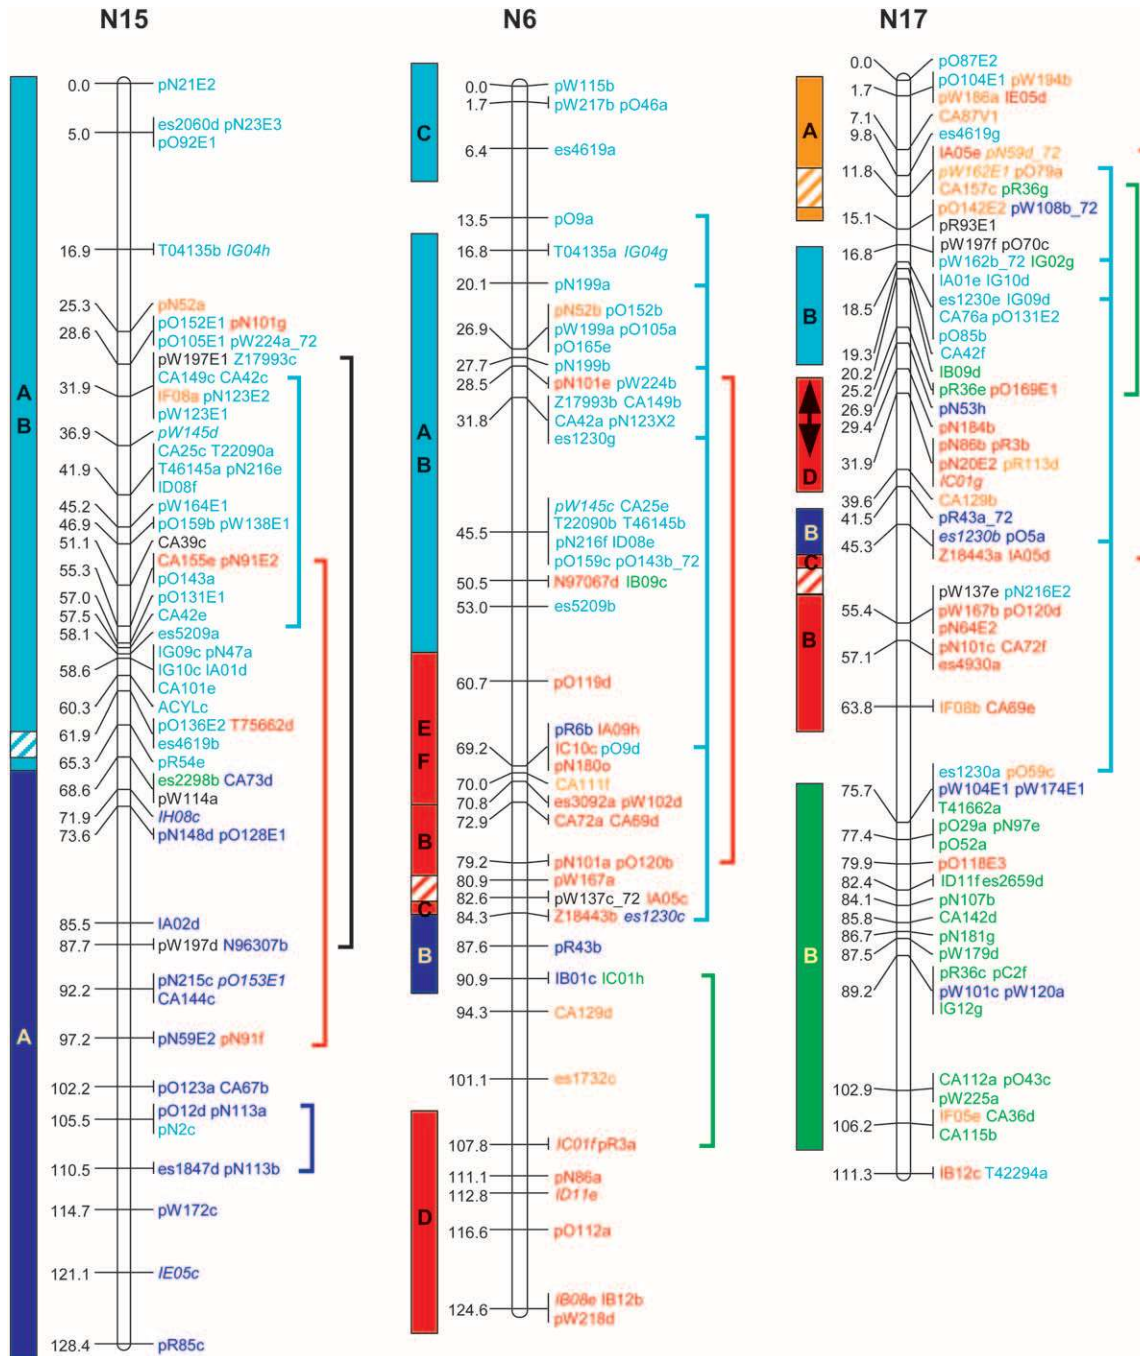 N15
A
B
A
0.0
5.0
16.9
25.3
28.6
31.9
36.9
41.9
45.2
46.9
51.1
55.3
57.0
57.5
58.1
58.6
60.3
61.9
65.3
68.6
71.9
73.6
85.5
87.7
92.2
97.2
102.2
105.5
110.5
114.7
121.1
128.4
pN21E2
es2060d pN23E3
pO92E1
T04135b IG04h
pN52a
pO152E1 pN101g
pO105E1 pW224a_72
pW197E1 Z17993c
CA149c CA42c
IF08a pN123E2
pW123E1
pW145d
CA25c T22090a
T46145a pN216e
ID08f
pW164E1
pO159b pW138E1
CA39c
CA155e pN91E2
pO143a
pO131E1
CA42e
es5209a
IG09c pN47a
IG10c IA01d
CA101e
ACYLc
pO136E2 T75662d
es4619b
pR54e
es2298b CA73d
pW114a
IH08c
pN148d pO128E1
IA02d
pW197d N96307b
pN215c pO153E1
CA144c
pN59E2 pN91f
pO123a CA67b
pO12d pN113a
pN2c
es1847d pN113b
pW172c
IE05c
pR85c
N6
C
A
B
E
F
B
C
B
D
0.0
1.7
6.4
13.5
16.8
20.1
26.9
27.7
28.5
31.8
45.5
50.5
53.0
60.7
69.2
70.0
70.8
72.9
79.2
80.9
82.6
84.3
87.6
90.9
94.3
101.1
107.8
111.1
112.8
116.6
124.6
pW115b
pW217b pO46a
es4619a
pO9a
T04135a IG04g
pN199a
pN52b pO152b
pW199a pO105a
pO165e
pN199b
pN101e pW224b
Z17993b CA149b
CA42a pN123X2
es1230g
pW145c CA25e
T22090b T46145b
pN216f ID08e
pO159c pO143b_72
N97067d IB09c
es5209b
pO119d
pR6b IA09h
IC10c pO9d
pN180o
CA111f
es3092a pW102d
CA72a CA69d
pN101a pO120b
pW167a
pW137c_72 IA05c
Z18443b es1230c
pR43b
IB01c IC01h
CA129d
es1732c
IC01f pR3a
pN86a
ID11e
pO112a
IB08e IB12b
pW218d
N17
A
B
D
B
C
B
B
0.0
1.7
7.1
9.8
11.8
15.1
16.8
18.5
19.3
20.2
25.2
26.9
29.4
31.9
39.6
41.5
45.3
55.4
57.1
63.8
75.7
77.4
79.9
82.4
84.1
85.8
86.7
87.5
89.2
102.9
106.2
111.3
pO87E2
pO104E1 pW194b
pW186a IE05d
CA87V1
es4619g
IA05e pN59d_72
pW162E1 pO79a
CA157c pR36g
pO142E2 pW108b_72
pR93E1
pW197f pO70c
pW162b_72 IG02g
IA01e IG10d
es1230e IG09d
CA76a pO131E2
pO85b
CA42f
IB09d
pR36e pO169E1
pN53h
pN184b
pN86b pR3b
pN20E2 pR113d
IC01g
CA129b
pR43a_72
es1230b pO5a
Z18443a IA05d
pW137e pN216E2
pW167b pO120d
pN64E2
pN101c CA72f
es4930a
IF08b CA69e
es1230a pO59c
pW104E1 pW174E1
T41662a
pO29a pN97e
pO52a
pO118E3
ID11f es2659d
pN107b
CA142d
pN181g
pW179d
pR36c pC2f
pW101c pW120a
IG12g
CA112a pO43c
pW225a
IF05e CA36d
CA115b
IB12c T42294a